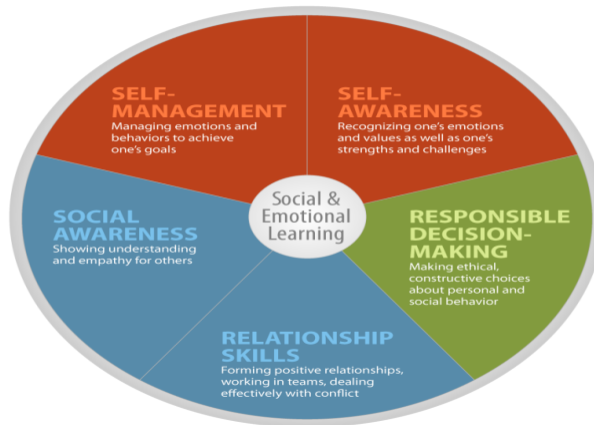 SELF-
MANAGEMENT
Managing emotions and
behaviors to achieve
one's goals
SELF-
AWARENESS
Recognizing one's emotions
and values as well as one's
strengths and challenges
SOCIAL
AWARENESS
Showing understanding
and empathy for others
Social &
Emotional
Learning
RESPONSIBLE
DECISION-
MAKING
Making ethical,
constructive choices
about personal and
social behavior
RELATIONSHIP
SKILLS
Forming positive relationships,
working in teams, dealing
effectively with conflict